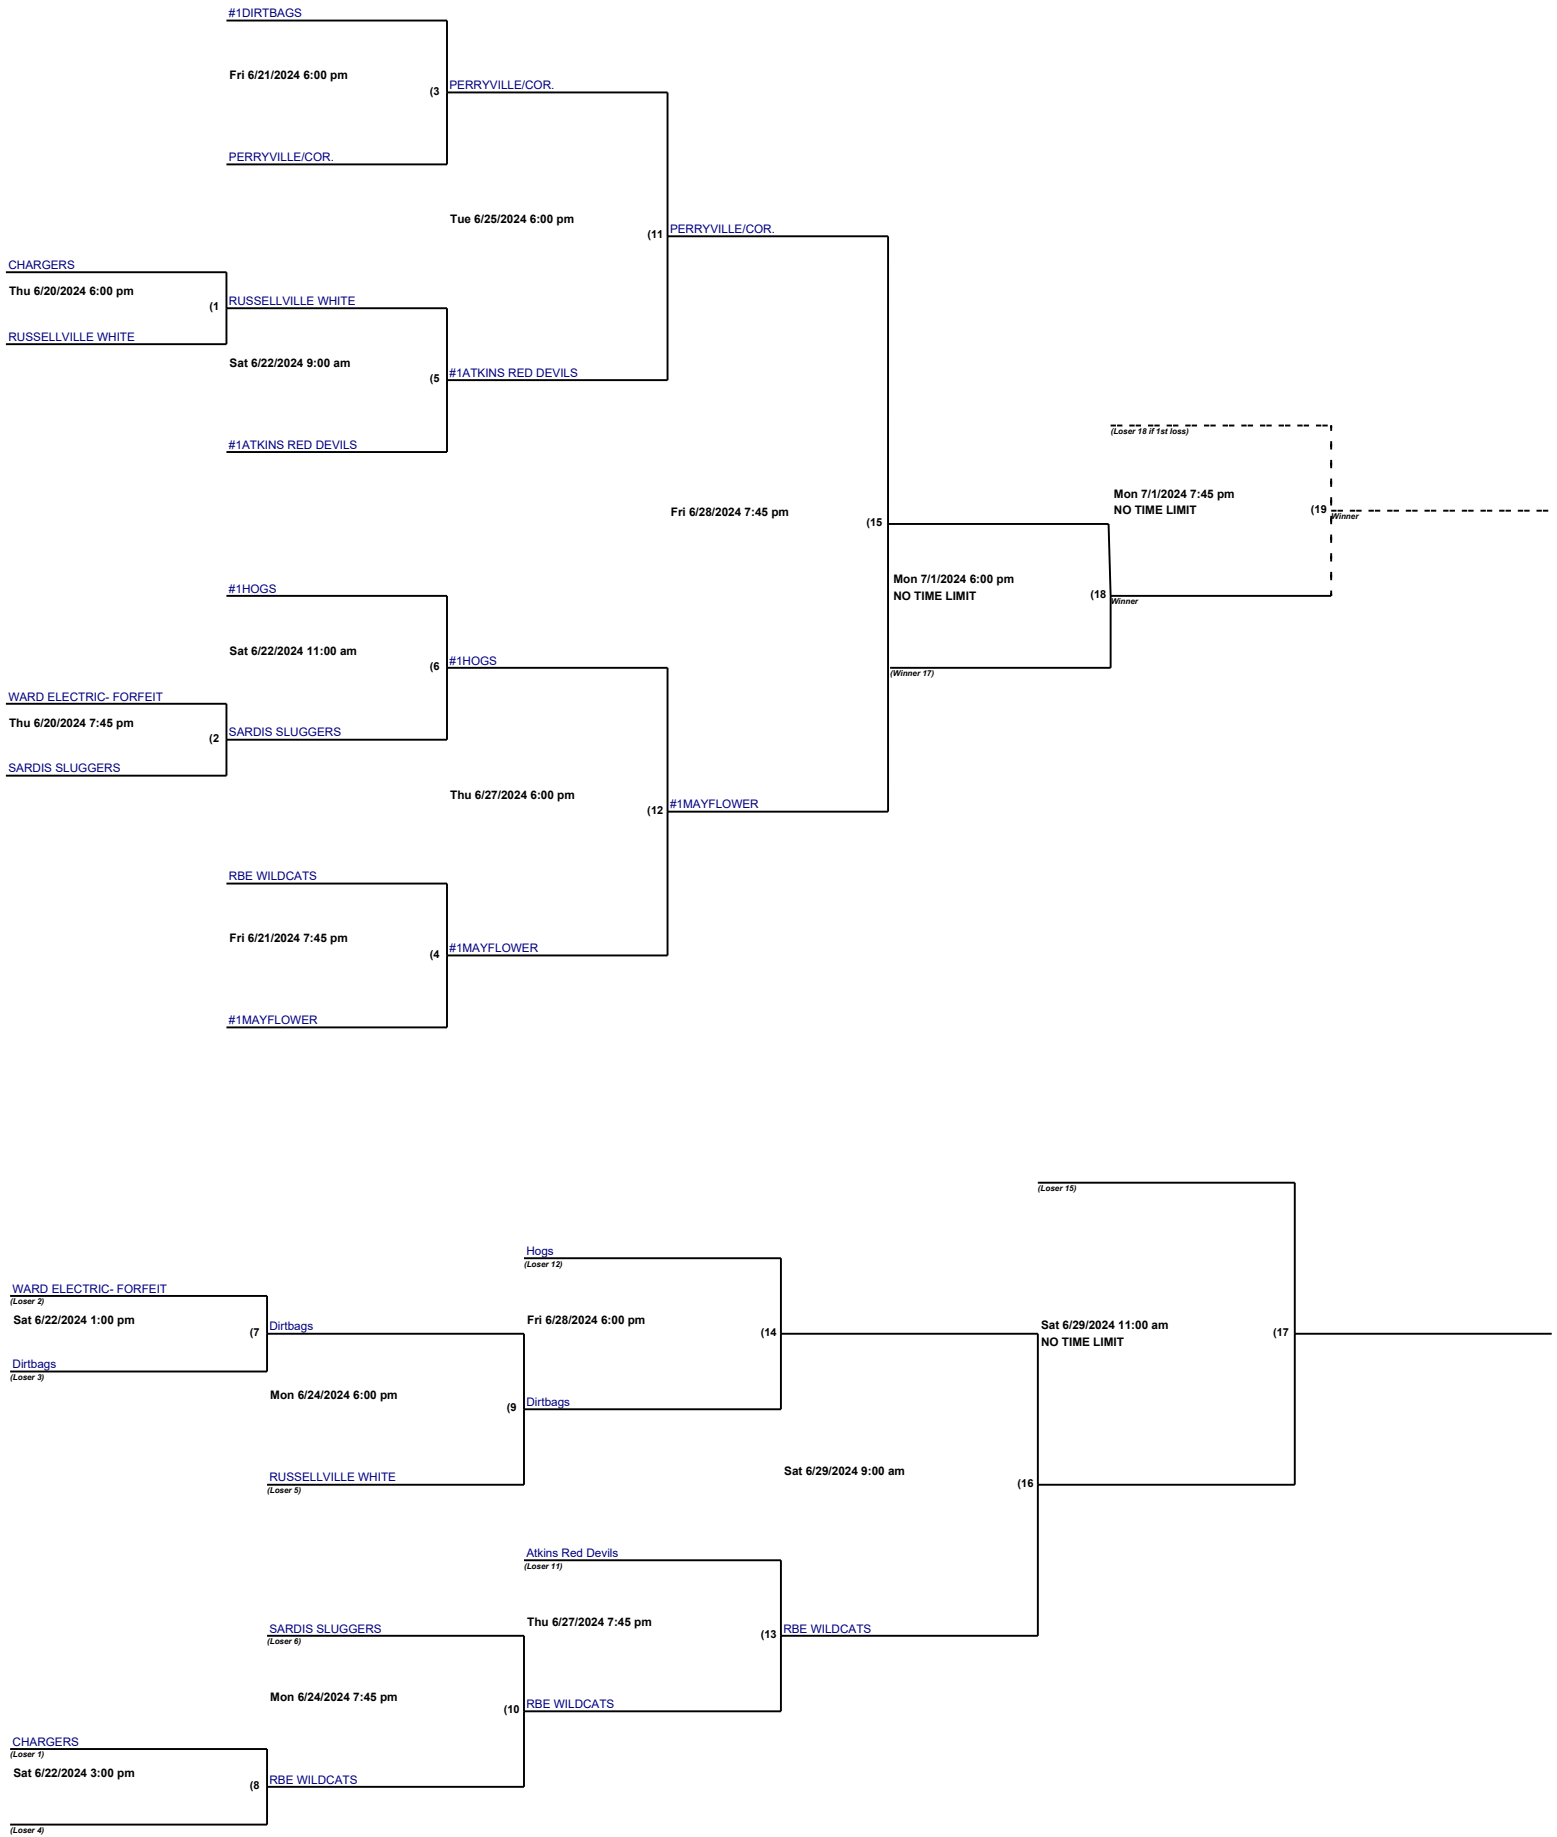 #1DIRTBAGS
Fri 6/21/2024 6:00 pm
(3
PERRYVILLE/COR.
PERRYVILLE/COR.
Tue 6/25/2024 6:00 pm
(11
PERRYVILLE/COR.
CHARGERS
Thu 6/20/2024 6:00 pm
(1
RUSSELLVILLE WHITE
RUSSELLVILLE WHITE
Sat 6/22/2024 9:00 am
(5
#1ATKINS RED DEVILS
#1ATKINS RED DEVILS
(Loser 18 if 1st loss)
Mon 7/1/2024 7:45 pm
NO TIME LIMIT
(19
Winner
Fri 6/28/2024 7:45 pm
(15
Mon 7/1/2024 6:00 pm
NO TIME LIMIT
(18
Winner
#1HOGS
Sat 6/22/2024 11:00 am
(6
#1HOGS
(Winner 17)
WARD ELECTRIC- FORFEIT
Thu 6/20/2024 7:45 pm
(2
SARDIS SLUGGERS
SARDIS SLUGGERS
Thu 6/27/2024 6:00 pm
(12
#1MAYFLOWER
RBE WILDCATS
Fri 6/21/2024 7:45 pm
(4
#1MAYFLOWER
#1MAYFLOWER
(Loser 15)
Hogs
(Loser 12)
WARD ELECTRIC- FORFEIT
(Loser 2)
Sat 6/22/2024 1:00 pm
(7
Dirtbags
Fri 6/28/2024 6:00 pm
(14
Sat 6/29/2024 11:00 am
NO TIME LIMIT
(17
Dirtbags
(Loser 3)
Mon 6/24/2024 6:00 pm
(9
Dirtbags
RUSSELLVILLE WHITE
(Loser 5)
Sat 6/29/2024 9:00 am
(16
Atkins Red Devils
(Loser 11)
Thu 6/27/2024 7:45 pm
(13
RBE WILDCATS
SARDIS SLUGGERS
(Loser 6)
Mon 6/24/2024 7:45 pm
(10
RBE WILDCATS
CHARGERS
(Loser 1)
Sat 6/22/2024 3:00 pm
(8
RBE WILDCATS
(Loser 4)